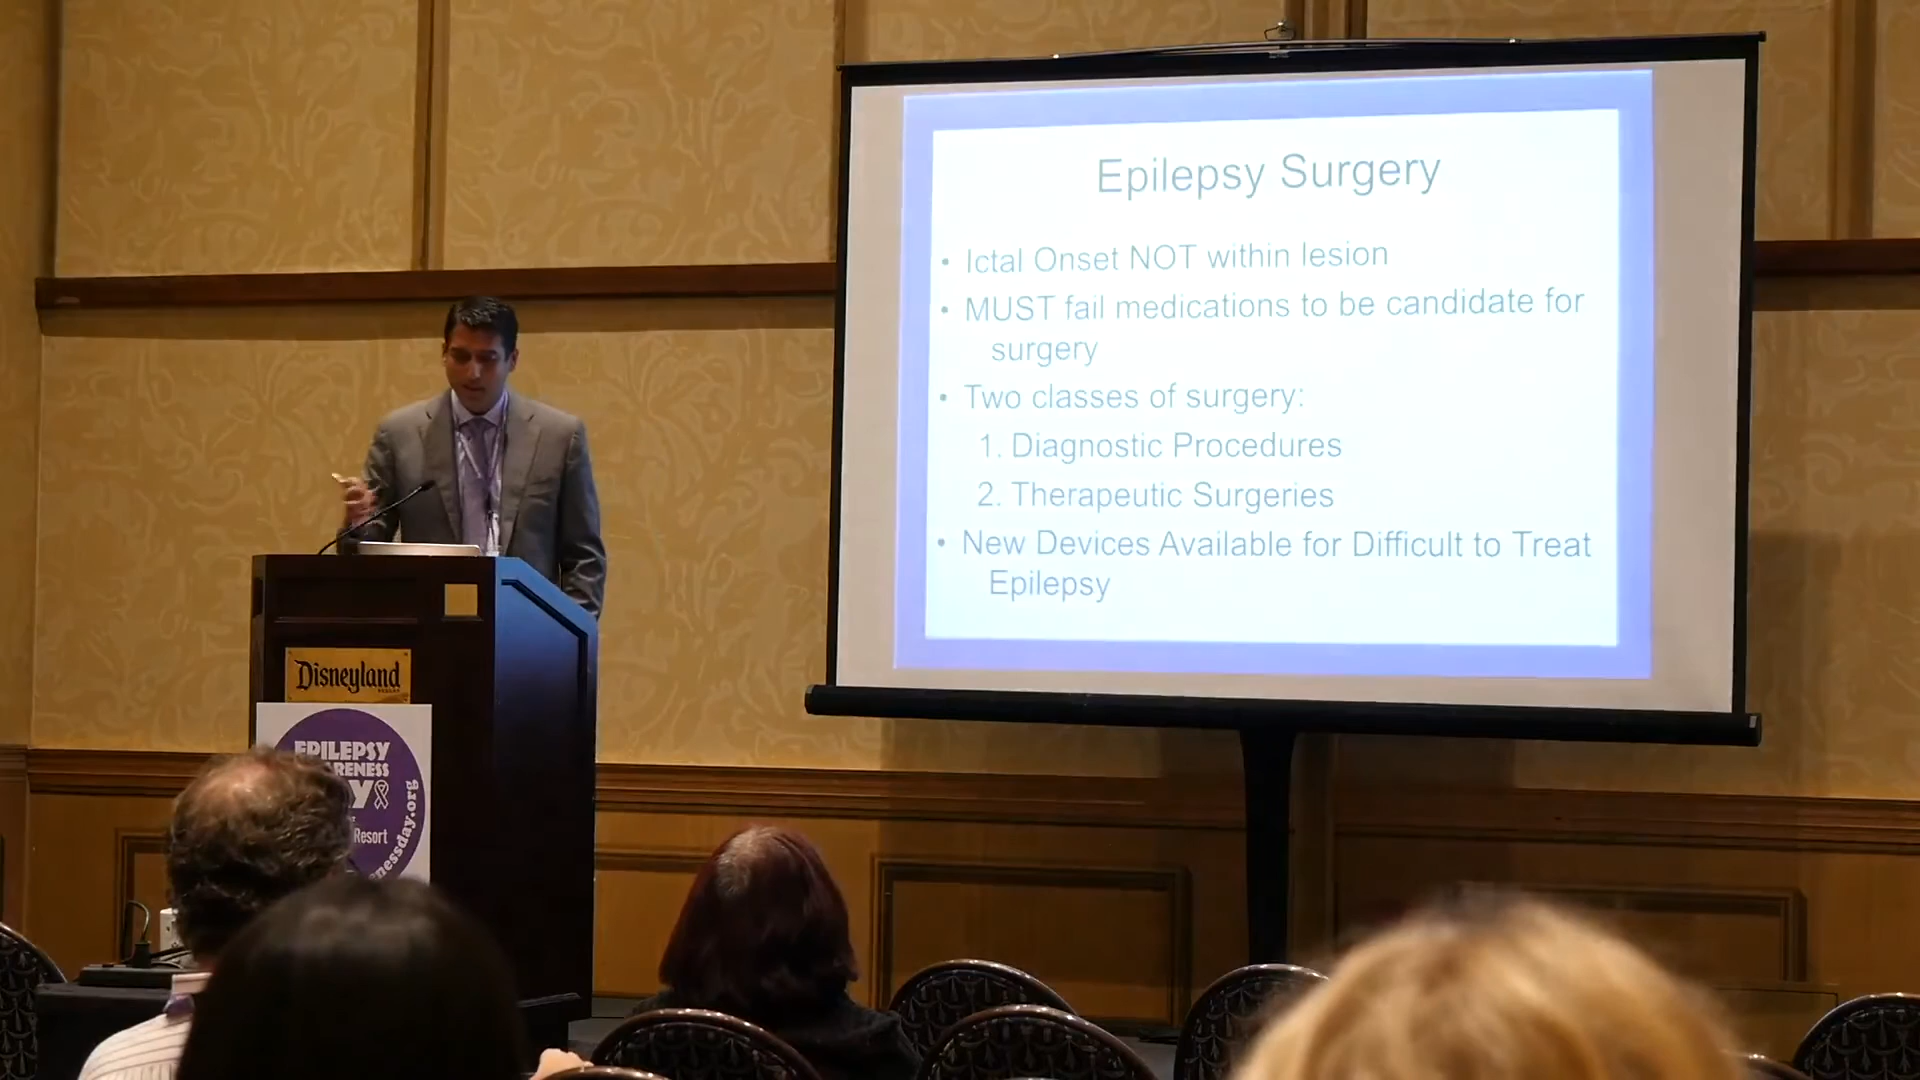 Epilepsy Surgery
• Ictal Onset NOT within lesion
• MUST fail medications to be candidate for
surgery
• Two classes of surgery:
1. Diagnostic Procedures
2. Therapeutic Surgeries
• New Devices Available for Difficult to Treat
Epilepsy
Disneyland
EPILEPSY
Resort